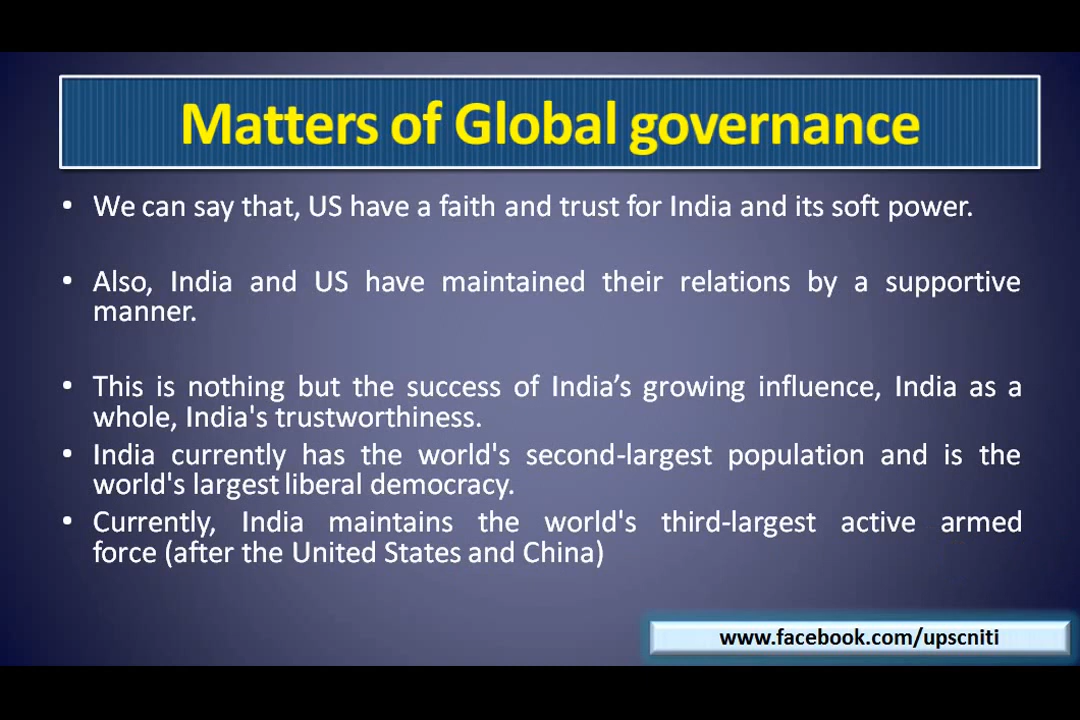 Matters of Global governance
• We can say that, US have a faith and trust for India and its soft power.
• Also, India and US have maintained their relations by a supportive
manner.
• This is nothing but the success of India’s growing influence, India as a
whole, India's trustworthiness.
• India currently has the world's second-largest population and is the
world's largest liberal democracy.
• Currently, India maintains the world's third-largest active armed
force (after the United States and China)
www.facebook.com/upscniti